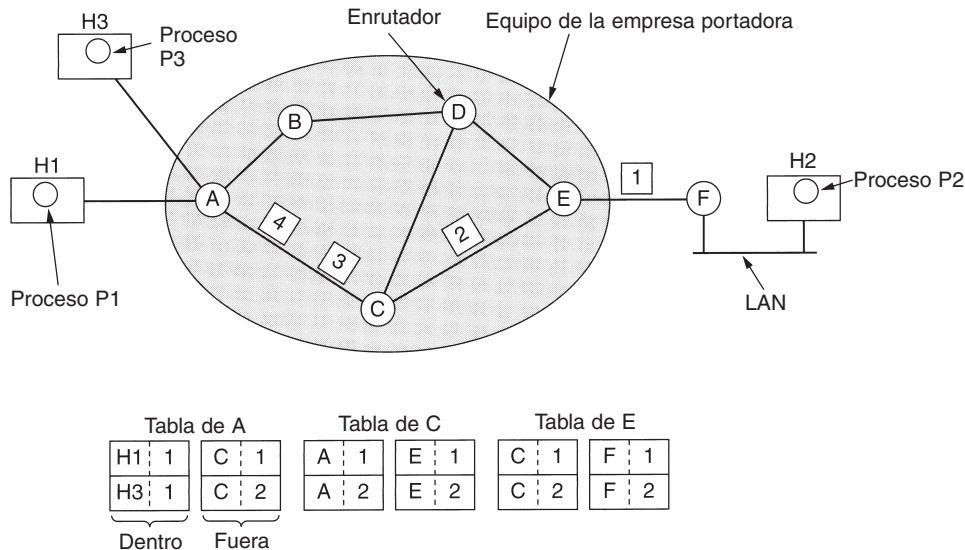 H3
Proceso
P3
Enrutador
Equipo de la empresa portadora
B
D
H1
A
4
3
2
C
E
1
F
H2
Proceso P2
Proceso P1
LAN
Tabla de A
H1 1 C 1
H3 1 C 2
Dentro Fuera
Tabla de C
A 1 E 1
A 2 E 2
Tabla de E
C 1 F 1
C 2 F 2